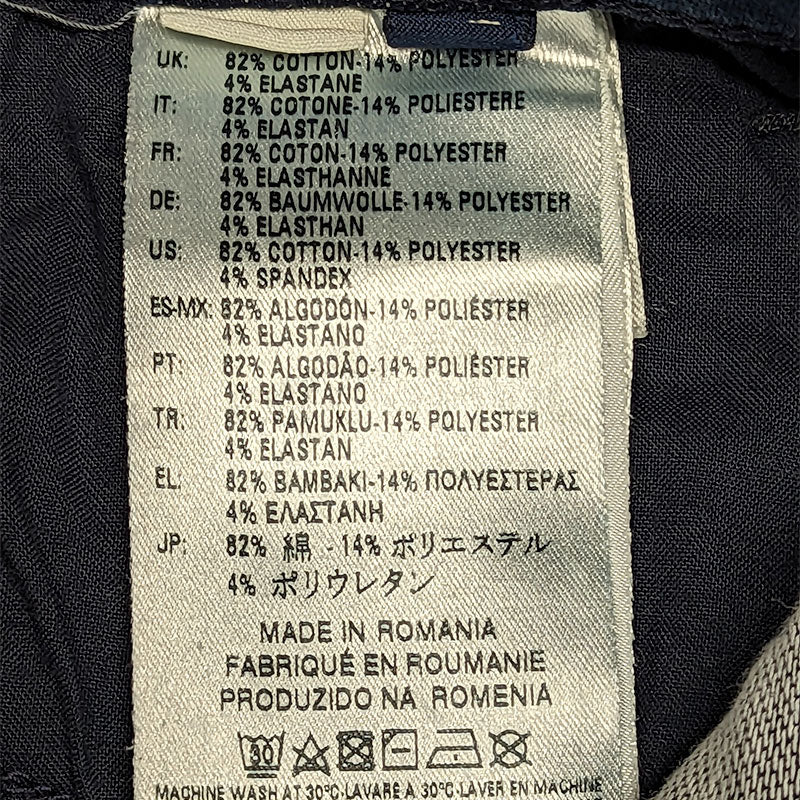 UK: 82% COTTON-14% POLYESTER
4% ELASTANE
IT: 82% COTONE-14% POLIESTERE
4% ELASTAN
FR: 82% COTON-14% POLYESTER
4% ELASTHANNE
DE: 82% BAUMWOLLE-14% POLYESTER
4% ELASTHAN
US: 82% COTTON-14% POLYESTER
4% SPANDEX
ES-MX: 82% ALGODÓN-14% POLIÉSTER
4% ELASTANO
PT: 82% ALGODÃO-14% POLIÉSTER
4% ELASTANO
TR: 82% PAMUKLU-14% POLYESTER
4% ELASTAN
EL: 82% ΒΑΜΒΑΚΙ-14% ΠΟΛΥΕΣΤΕΡΑΣ
4% ΕΛΑΣΤΑΝΗ
JP: 82% 綿 -14% ポリエステル
4% ポリウレタン
MADE IN ROMANIA
FABRIQUÉ EN ROUMANIE
PRODUZIDO NA ROMENIA
30
MACHINE WASH AT 30°C-LAVARE A 30°C-LAVER EN MACHINE